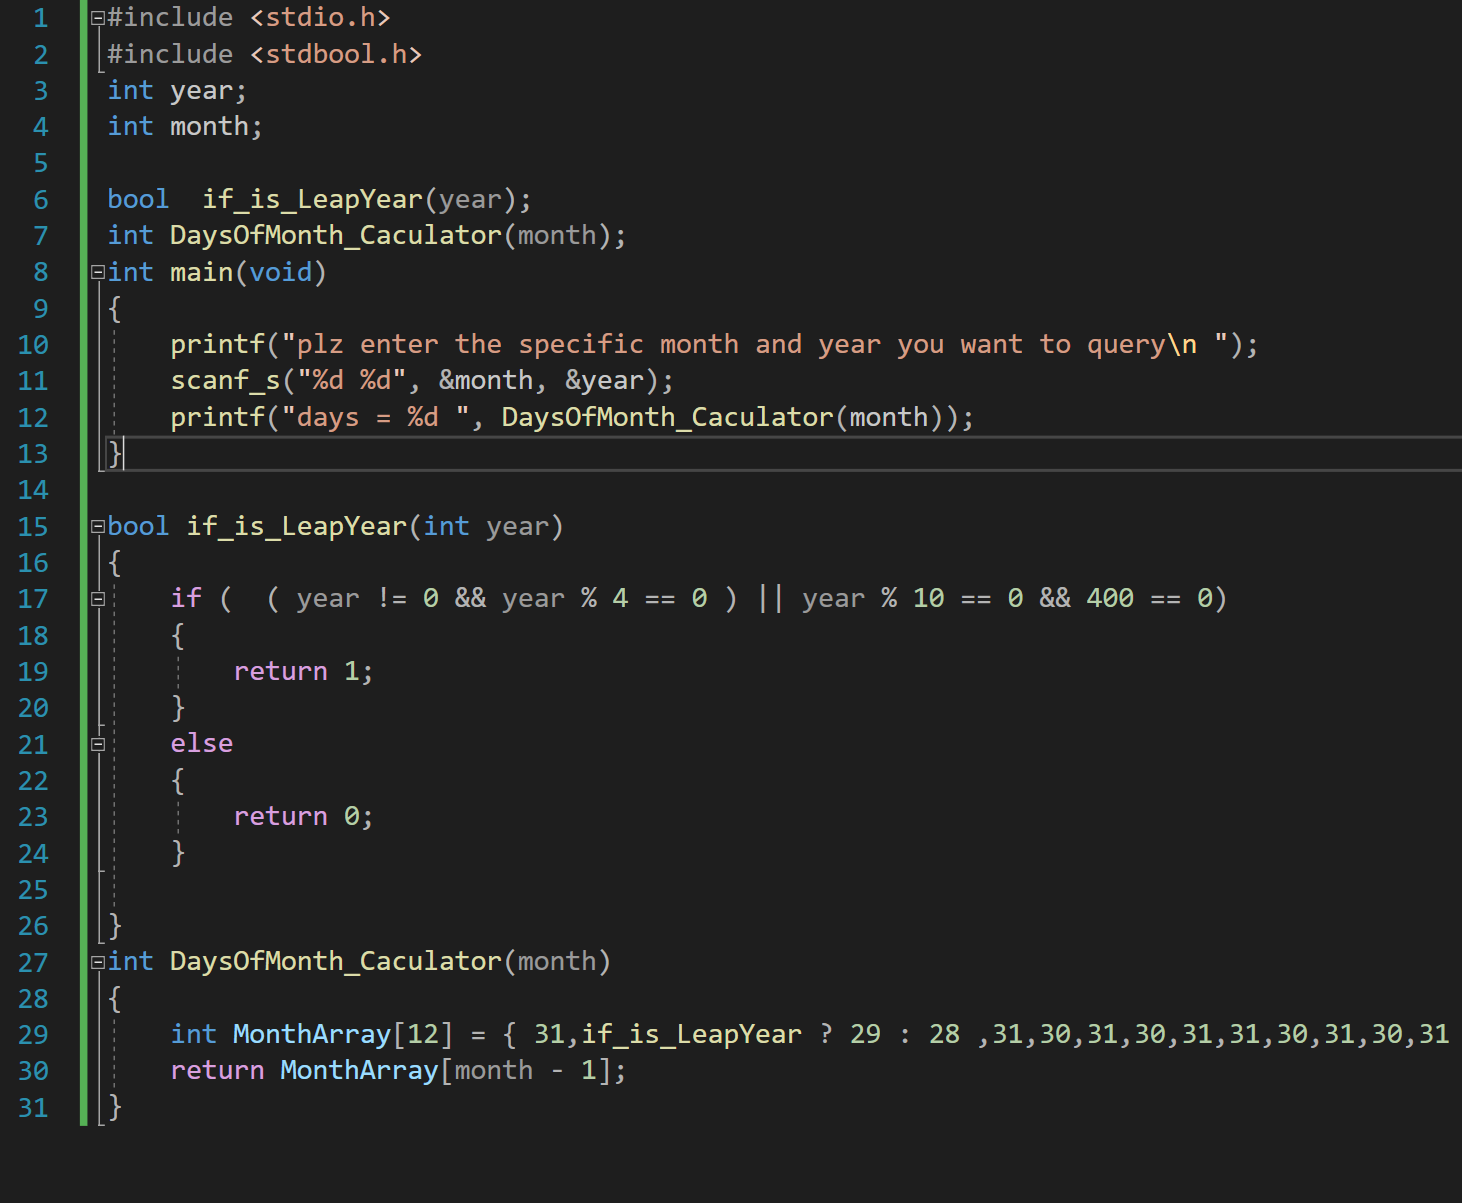 1 #include <stdio.h>
2 #include <stdbool.h>
3 int year;
4 int month;
5
6 bool  if_is_LeapYear(year);
7 int DaysOfMonth_Caculator(month);
8 int main(void)
9 {
10     printf("plz enter the specific month and year you want to query\n ");
11     scanf_s("%d %d", &month, &year);
12     printf("days = %d ", DaysOfMonth_Caculator(month));
13 }
14
15 bool if_is_LeapYear(int year)
16 {
17     if (  ( year != 0 && year % 4 == 0 ) || year % 10 == 0 && 400 == 0)
18     {
19         return 1;
20     }
21     else
22     {
23         return 0;
24     }
25
26 }
27 int DaysOfMonth_Caculator(month)
28 {
29     int MonthArray[12] = { 31,if_is_LeapYear ? 29 : 28 ,31,30,31,30,31,31,30,31,30,31
30     return MonthArray[month - 1];
31 }